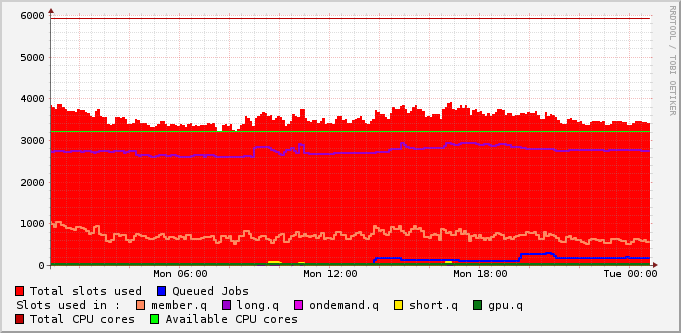 RRDTOOL / TOBI OETIKER
6000
5000
4000
3000
2000
1000
0
Mon 06:00 Mon 12:00 Mon 18:00 Tue 00:00
Total slots used Queued Jobs
Slots used in : member.q long.q ondemand.q short.q gpu.q
Total CPU cores Available CPU cores